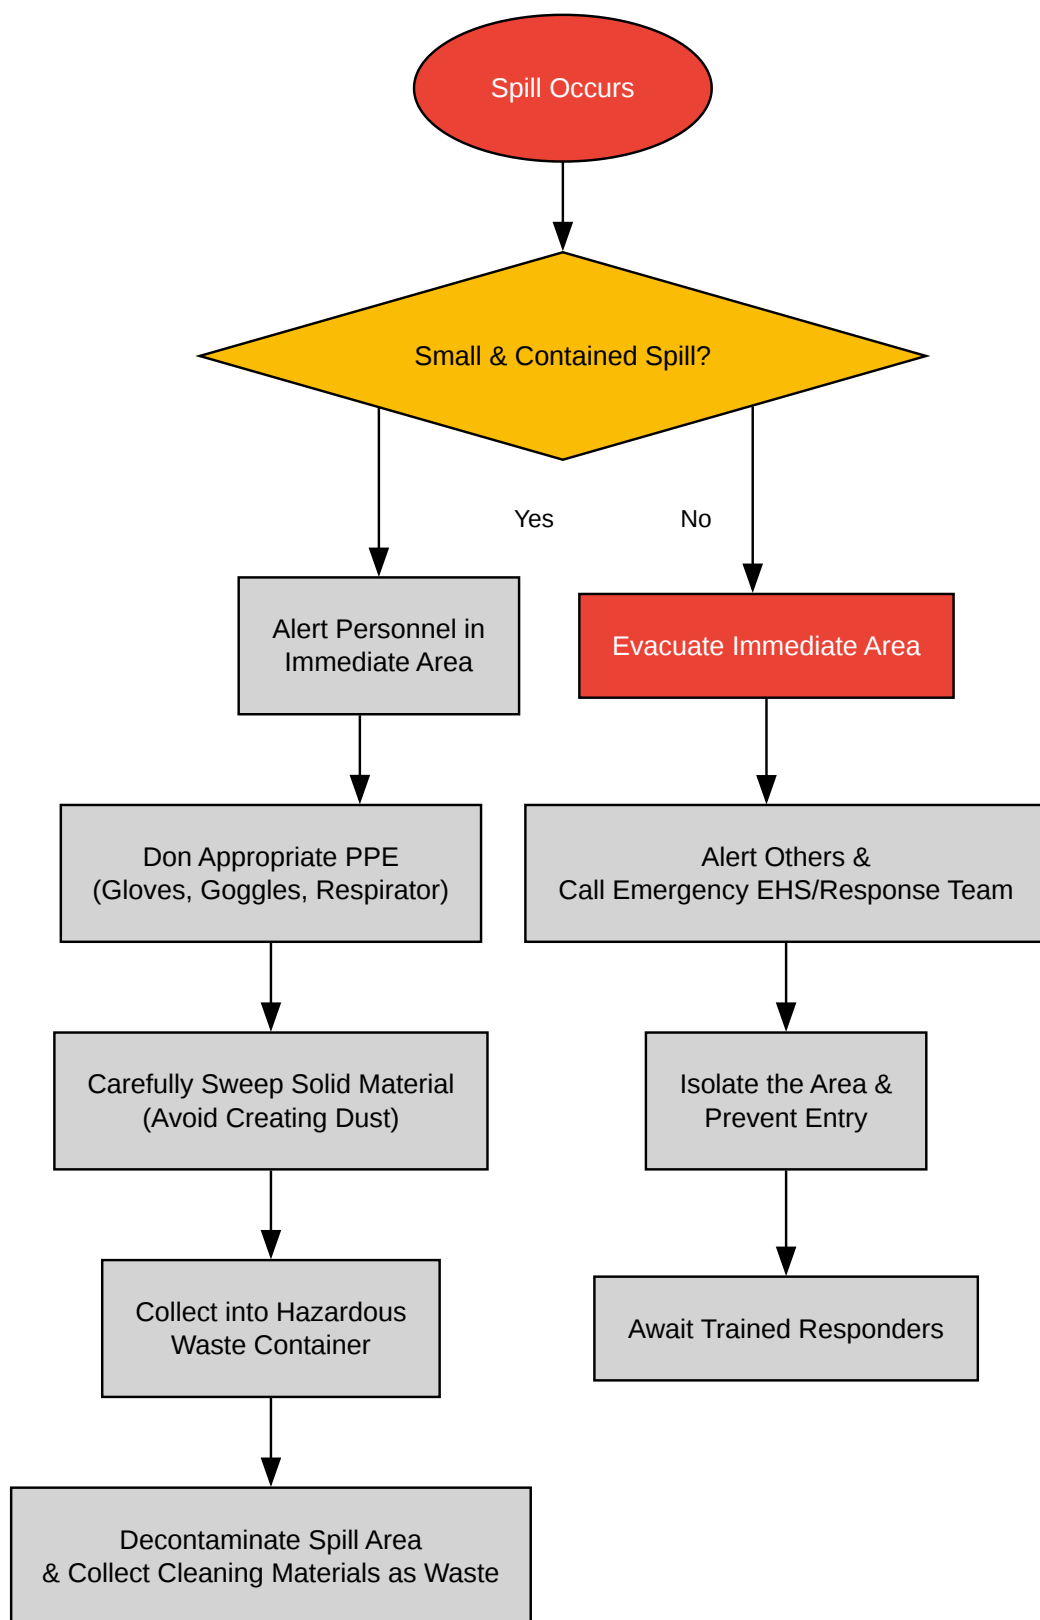 Spill Occurs
Small & Contained Spill?
Yes
No
Alert Personnel in
Immediate Area
Evacuate Immediate Area
Don Appropriate PPE
(Gloves, Goggles, Respirator)
Alert Others &
Call Emergency EHS/Response Team
Carefully Sweep Solid Material
(Avoid Creating Dust)
Isolate the Area &
Prevent Entry
Collect into Hazardous
Waste Container
Await Trained Responders
Decontaminate Spill Area
& Collect Cleaning Materials as Waste